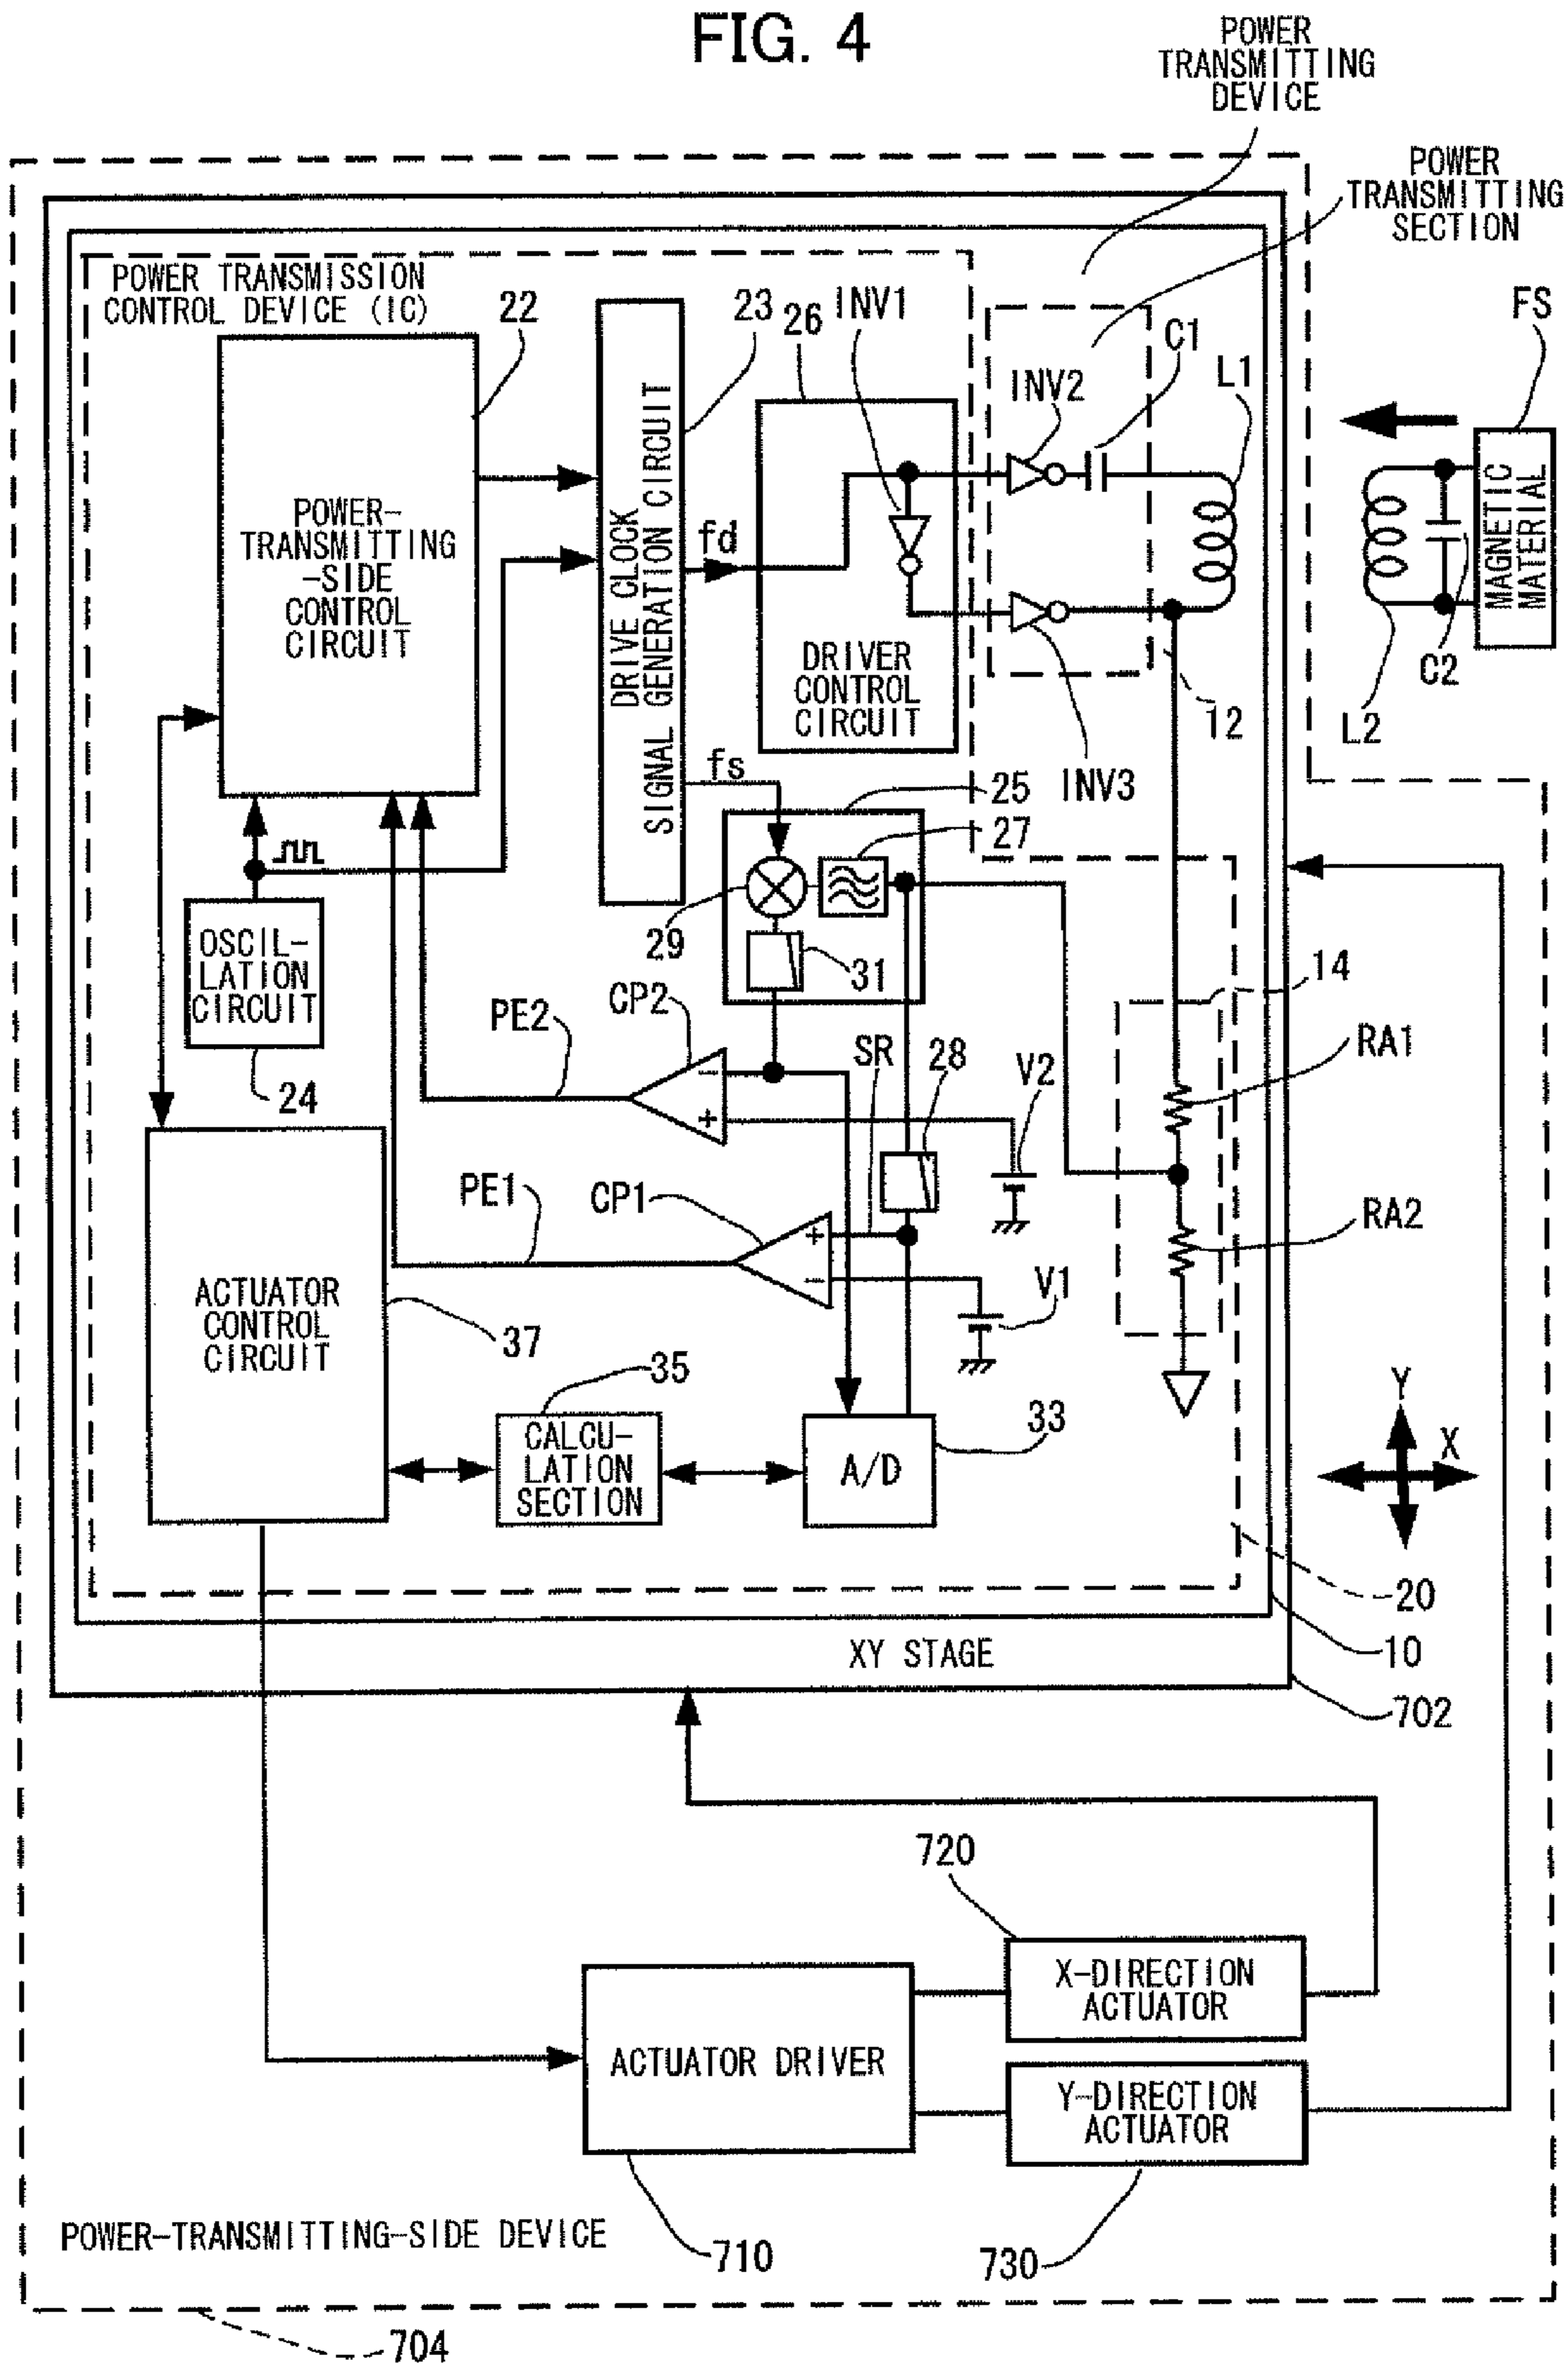 FIG. 4
POWER
TRANSMITTING
DEVICE
POWER
TRANSMITTING
SECTION
POWER TRANSMISSION
CONTROL DEVICE (IC)
22
23
26
INV1
INV2
C1
L1
FS
POWER-
TRANSMITTING
-SIDE
CONTROL
CIRCUIT
DRIVE CLOCK
SIGNAL GENERATION CIRCUIT
fd
DRIVER
CONTROL
CIRCUIT
MAGNETIC
MATERIAL
C2
L2
12
INV3
fs
25
27
29
31
OSCIL-
LATION
CIRCUIT
24
14
PE2
CP2
SR
28
V2
RA1
PE1
CP1
RA2
V1
ACTUATOR
CONTROL
CIRCUIT
37
35
CALCU-
LATION
SECTION
A/D
33
Y
X
20
10
XY STAGE
702
720
X-DIRECTION
ACTUATOR
ACTUATOR DRIVER
Y-DIRECTION
ACTUATOR
710
730
POWER-TRANSMITTING-SIDE DEVICE
704